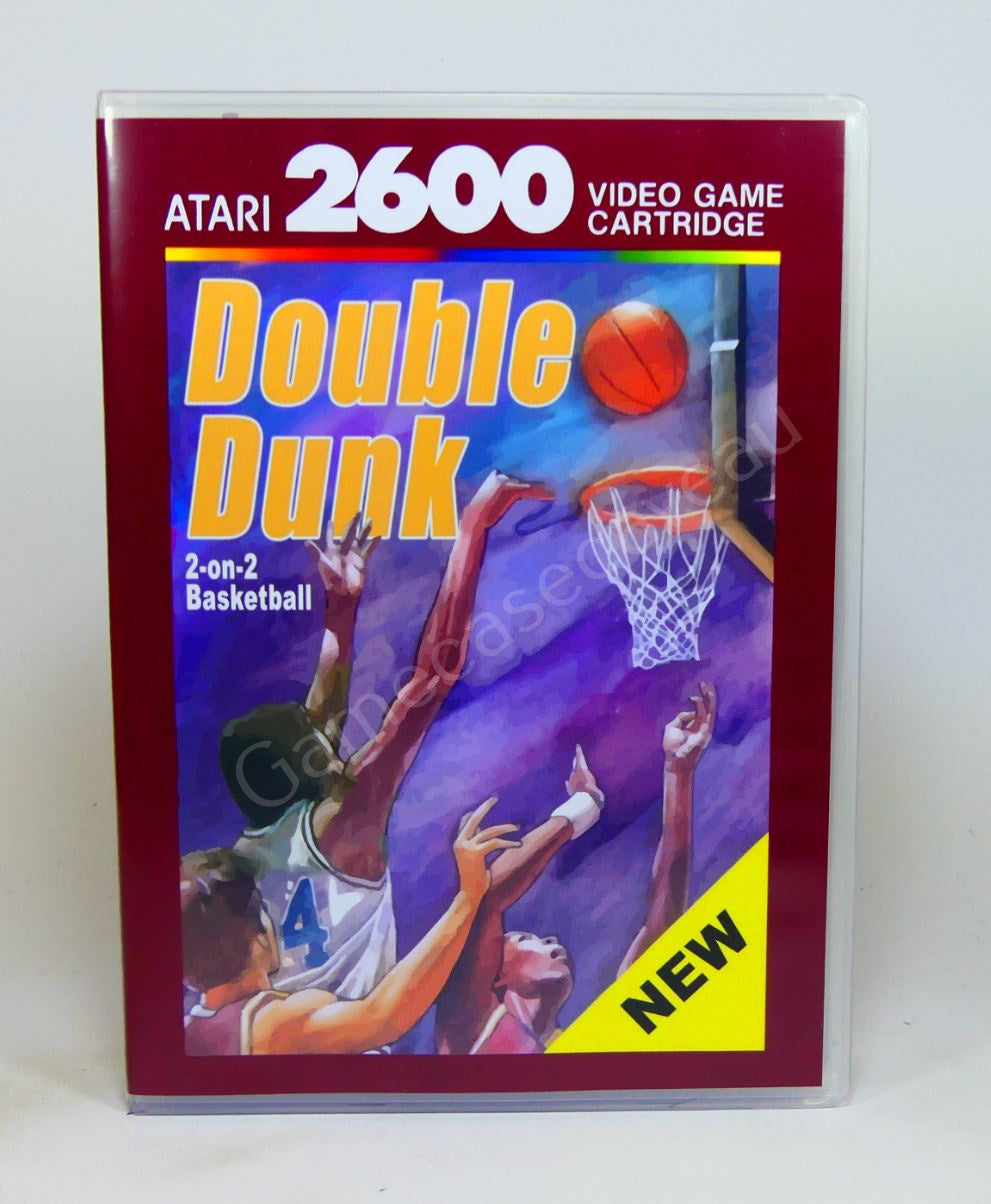 ATARI 2600 VIDEO GAME
CARTRIDGE
Double
Dunk
2-on-2
Basketball
4
NEW